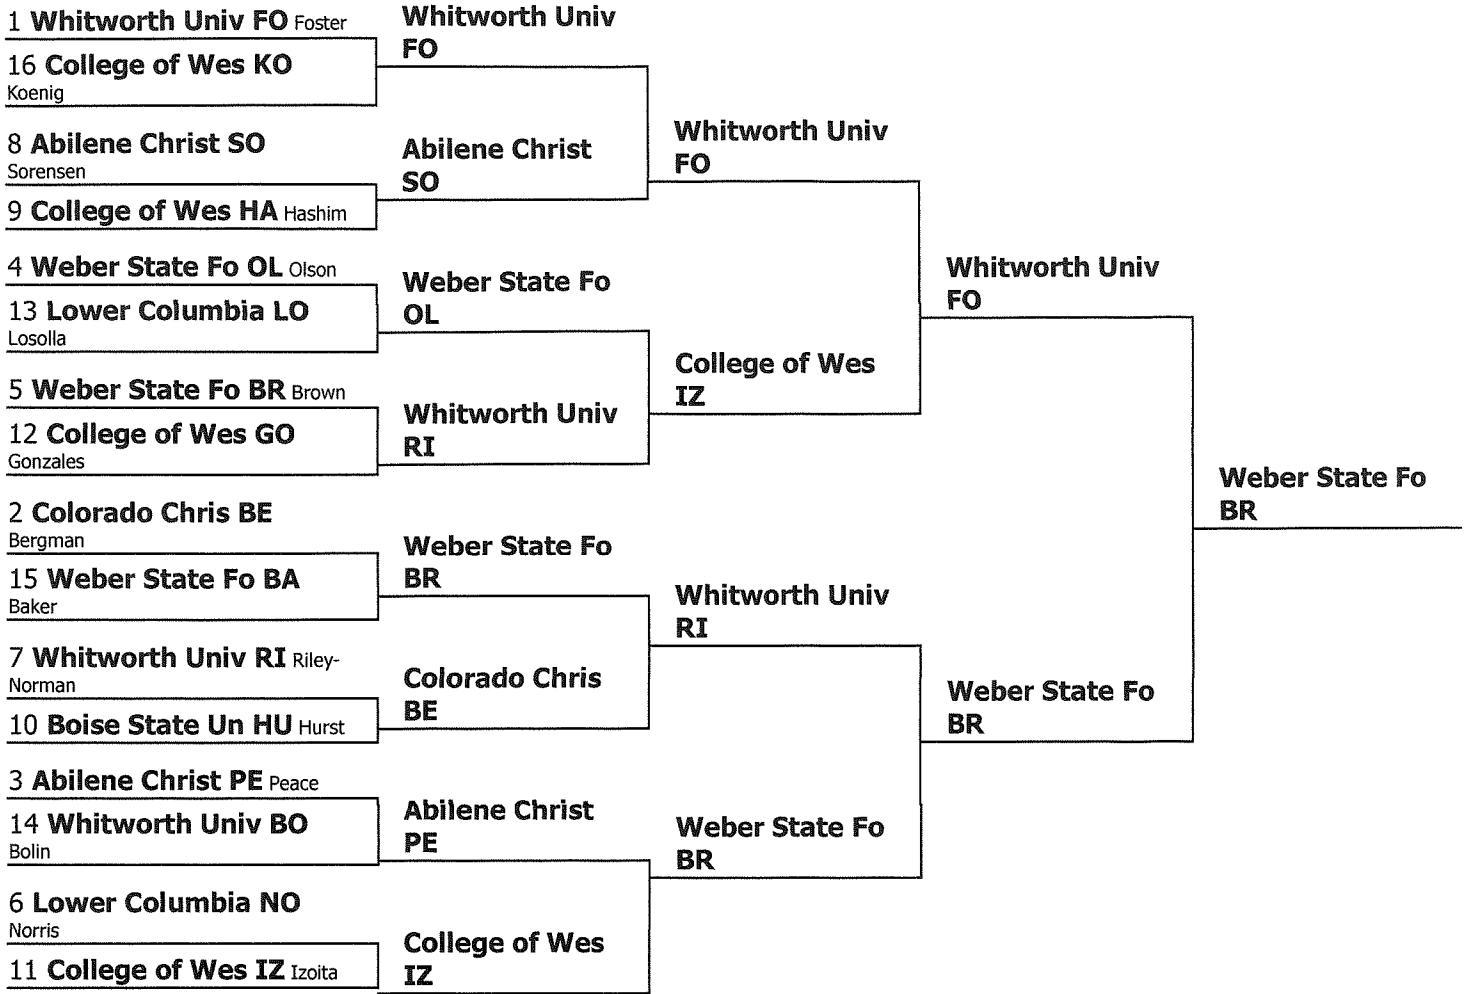 1 Whitworth Univ FO Foster
16 College of Wes KO
Koenig
8 Abilene Christ SO
Sorensen
9 College of Wes HA Hashim
4 Weber State Fo OL Olson
13 Lower Columbia LO
Losolla
5 Weber State Fo BR Brown
12 College of Wes GO
Gonzales
2 Colorado Chris BE
Bergman
15 Weber State Fo BA
Baker
7 Whitworth Univ RI Riley-
Norman
10 Boise State Un HU Hurst
3 Abilene Christ PE Peace
14 Whitworth Univ BO
Bolin
6 Lower Columbia NO
Norris
11 College of Wes IZ Izoita
Whitworth Univ
FO
Abilene Christ
SO
Weber State Fo
OL
Whitworth Univ
RI
Weber State Fo
BR
Colorado Chris
BE
Abilene Christ
PE
College of Wes
IZ
Whitworth Univ
FO
College of Wes
IZ
Whitworth Univ
RI
Weber State Fo
BR
Whitworth Univ
FO
Weber State Fo
BR
Weber State Fo
BR